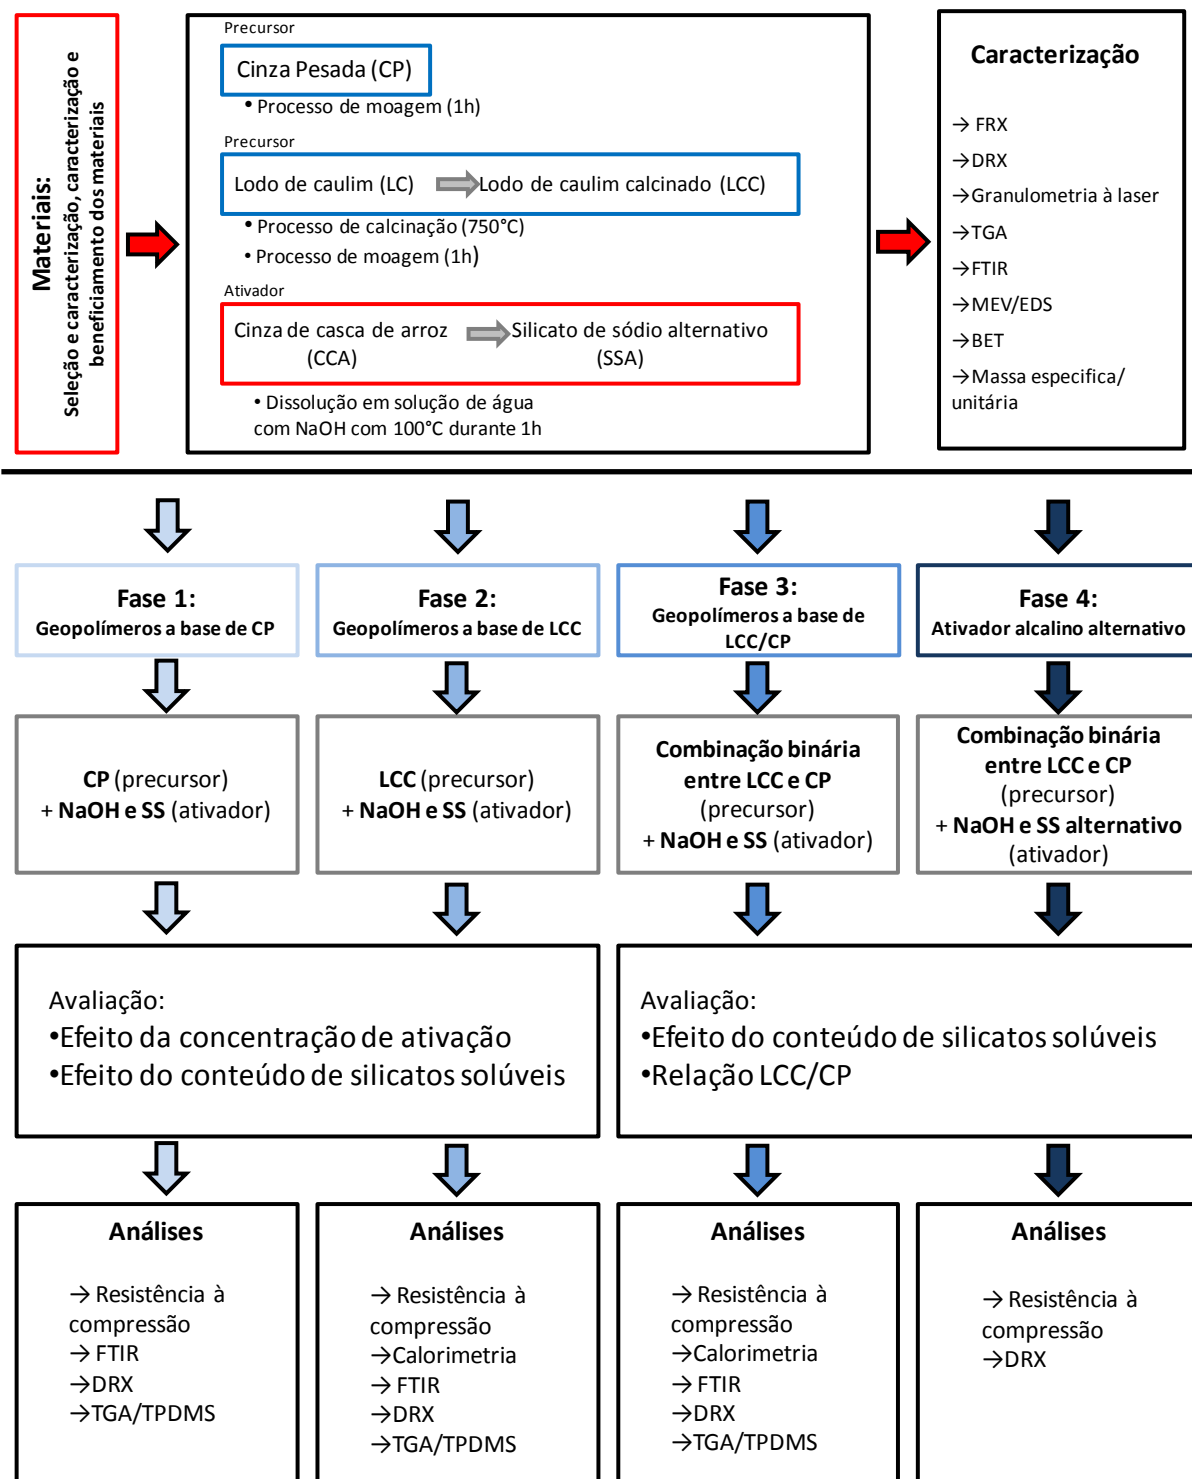 Materiais:
Seleção e caracterização, caracterização e
beneficiamento dos materiais
Precursor
Cinza Pesada (CP)
• Processo de moagem (1h)
Precursor
Lodo de caulim (LC) Lodo de caulim calcinado (LCC)
• Processo de calcinação (750°C)
• Processo de moagem (1h)
Ativador
Cinza de casca de arroz Silicato de sódio alternativo
(CCA) (SSA)
• Dissolução em solução de água
com NaOH com 100°C durante 1h
Caracterização
→ FRX
→DRX
→Granulometria à laser
→TGA
→FTIR
→MEV/EDS
→BET
→Massa especifica/
unitária
Fase 1:
Geopolímeros a base de CP
Fase 2:
Geopolímeros a base de LCC
Fase 3:
Geopolímeros a base de
LCC/CP
Fase 4:
Ativador alcalino alternativo
CP (precursor)
+ NaOH e SS (ativador)
LCC (precursor)
+ NaOH e SS (ativador)
Combinação binária
entre LCC e CP
(precursor)
+ NaOH e SS (ativador)
Combinação binária
entre LCC e CP
(precursor)
+ NaOH e SS alternativo
(ativador)
Avaliação:
•Efeito da concentração de ativação
•Efeito do conteúdo de silicatos solúveis
Avaliação:
•Efeito do conteúdo de silicatos solúveis
•Relação LCC/CP
Análises
→ Resistência à
compressão
→ FTIR
→DRX
→TGA/TPDMS
Análises
→ Resistência à
compressão
→Calorimetria
→ FTIR
→DRX
→TGA/TPDMS
Análises
→ Resistência à
compressão
→Calorimetria
→ FTIR
→DRX
→TGA/TPDMS
Análises
→ Resistência à
compressão
→DRX